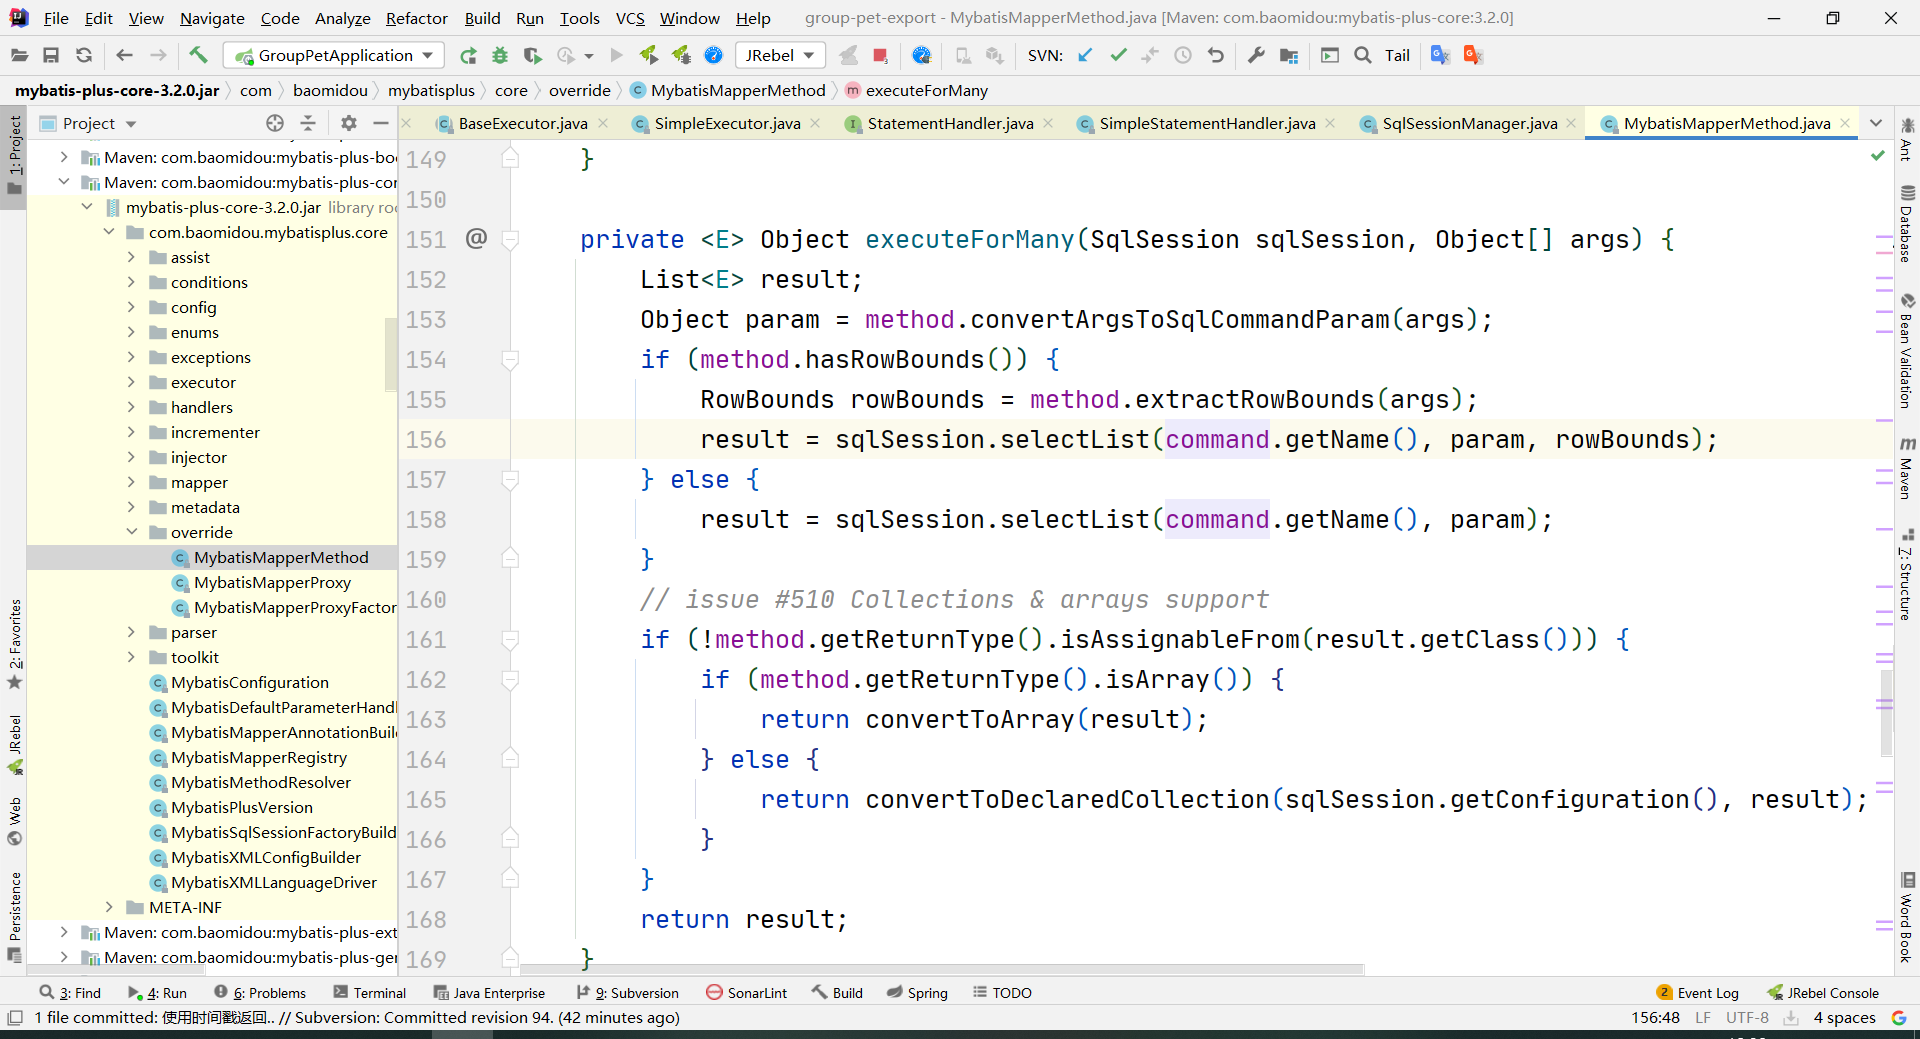 File Edit View Navigate Code Analyze Refactor Build Run Tools VCS Window Help group-pet-export - MybatisMapperMethod.java [Maven: com.baomidou:mybatis-plus-core:3.2.0]
GroupPetApplication JRebel SVN: Tail
mybatis-plus-core-3.2.0.jar com baomidou mybatisplus core override MybatisMapperMethod executeForMany
Project
BaseExecutor.java SimpleExecutor.java StatementHandler.java SimpleStatementHandler.java SqlSessionManager.java MybatisMapperMethod.java
1: Project
2: Favorites
JRebel
Web
Persistence
Maven: com.baomidou:mybatis-plus-boo
Maven: com.baomidou:mybatis-plus-cor
mybatis-plus-core-3.2.0.jar library roo
com.baomidou.mybatisplus.core
assist
conditions
config
enums
exceptions
executor
handlers
incrementer
injector
mapper
metadata
override
MybatisMapperMethod
MybatisMapperProxy
MybatisMapperProxyFactor
parser
toolkit
MybatisConfiguration
MybatisDefaultParameterHandl
MybatisMapperAnnotationBuil
MybatisMapperRegistry
MybatisMethodResolver
MybatisPlusVersion
MybatisSqlSessionFactoryBuild
MybatisXMLConfigBuilder
MybatisXMLLanguageDriver
META-INF
Maven: com.baomidou:mybatis-plus-ext
Maven: com.baomidou:mybatis-plus-ger
149 }
150
151 @ private <E> Object executeForMany(SqlSession sqlSession, Object[] args) {
152 List<E> result;
153 Object param = method.convertArgsToSqlCommandParam(args);
154 if (method.hasRowBounds()) {
155 RowBounds rowBounds = method.extractRowBounds(args);
156 result = sqlSession.selectList(command.getName(), param, rowBounds);
157 } else {
158 result = sqlSession.selectList(command.getName(), param);
159 }
160 // issue #510 Collections & arrays support
161 if (!method.getReturnType().isAssignableFrom(result.getClass())) {
162 if (method.getReturnType().isArray()) {
163 return convertToArray(result);
164 } else {
165 return convertToDeclaredCollection(sqlSession.getConfiguration(), result);
166 }
167 }
168 return result;
169 }
Ant
Database
Bean Validation
Maven
7: Structure
Word Book
3: Find 4: Run 6: Problems Terminal Java Enterprise 9: Subversion SonarLint Build Spring TODO 2 Event Log JRebel Console
1 file committed: 使用时间戳返回.. // Subversion: Committed revision 94. (42 minutes ago) 156:48 LF UTF-8 4 spaces